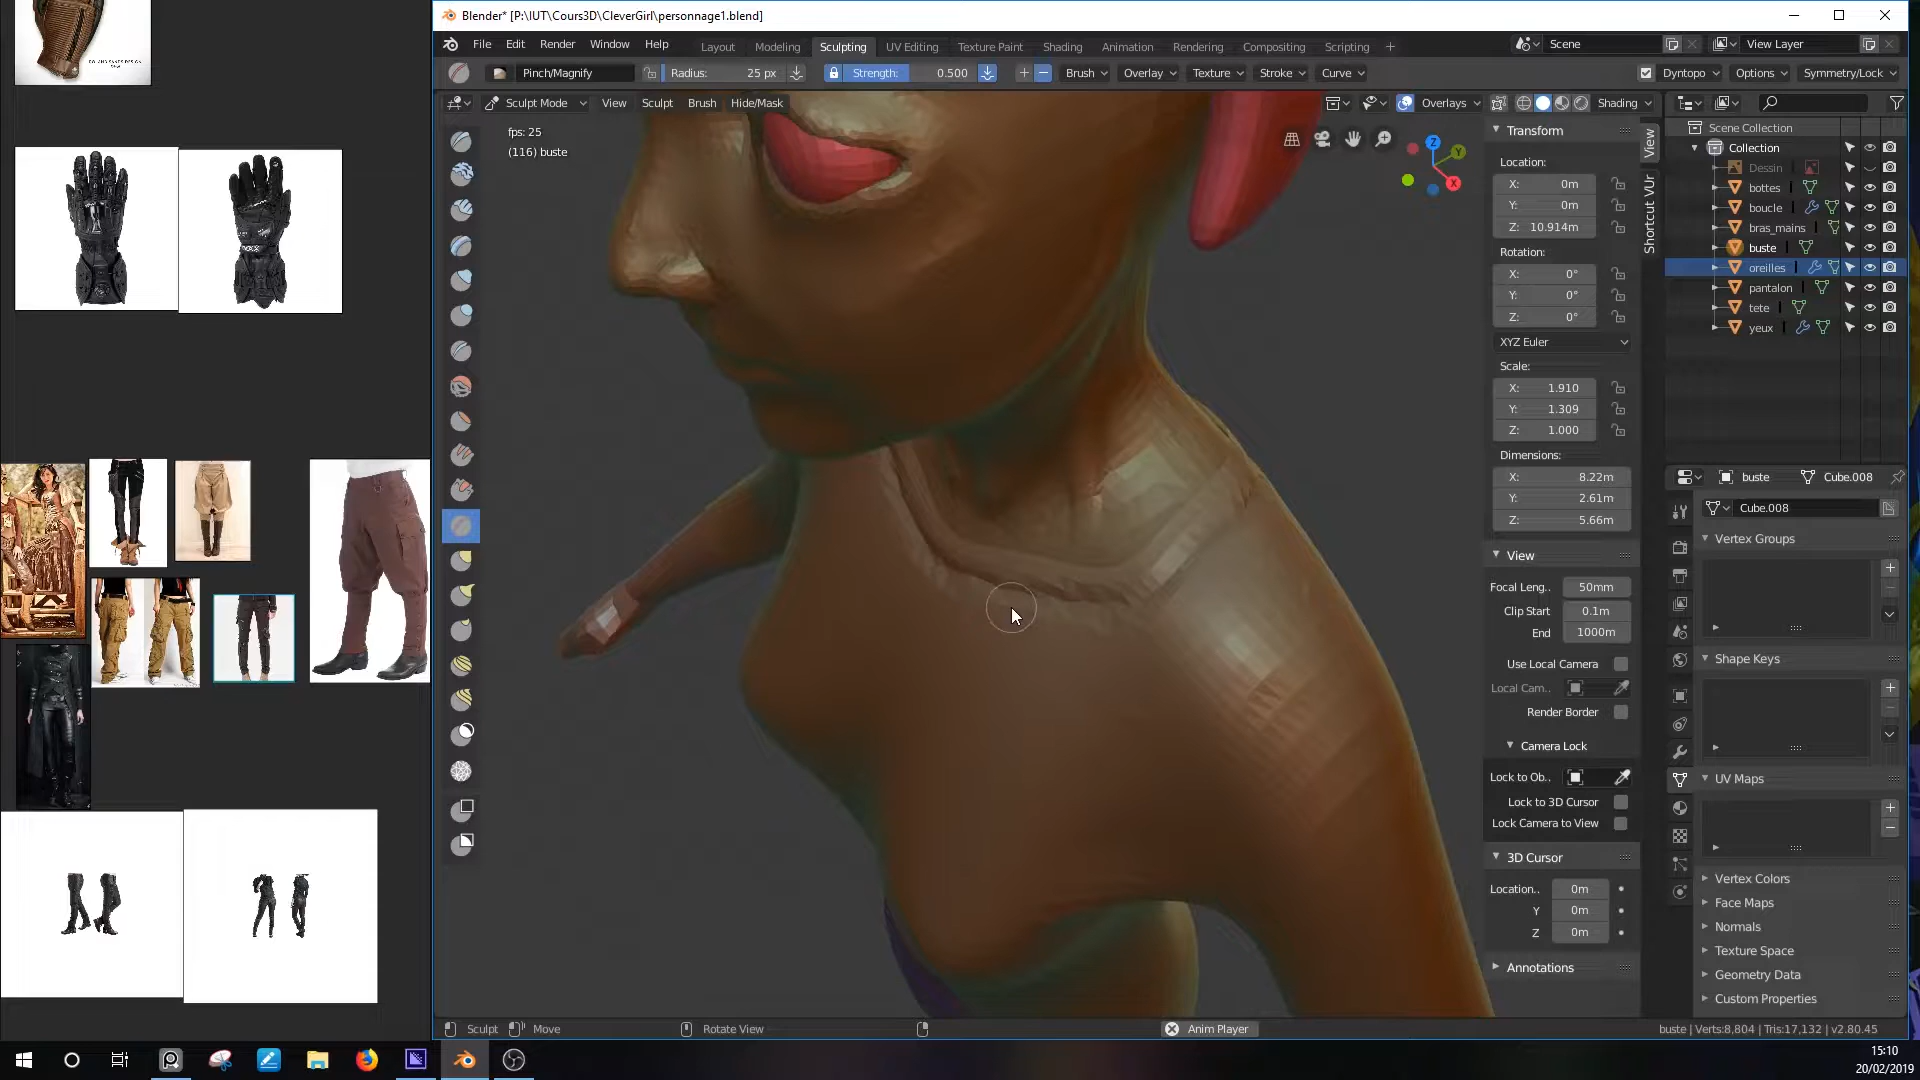 Blender* [P:\IUT\Cours3D\CleverGirl\personnage1.blend]
File Edit Render Window Help
Layout Modeling Sculpting UV Editing Texture Paint Shading Animation Rendering Compositing Scripting +
Scene
View Layer
Pinch/Magnify
Radius: 25 px
Strength: 0.500
Brush Overlay Texture Stroke Curve
Dyntopo Options Symmetry/Lock
Sculpt Mode View Sculpt Brush Hide/Mask
Overlays Shading
fps: 25
(116) buste
Z
Y
X
Transform
Location:
X: 0m
Y: 0m
Z: 10.914m
Rotation:
X: 0°
Y: 0°
Z: 0°
XYZ Euler
Scale:
X: 1.910
Y: 1.309
Z: 1.000
Dimensions:
X: 8.22m
Y: 2.61m
Z: 5.66m
View
Focal Leng.. 50mm
Clip Start 0.1m
End 1000m
Use Local Camera
Local Cam..
Render Border
Camera Lock
Lock to Ob..
Lock to 3D Cursor
Lock Camera to View
3D Cursor
Location.. 0m
Y 0m
Z 0m
Annotations
View
Shortcut VUr
Scene Collection
Collection
Dessin
bottes
boucle
bras_mains
buste
oreilles
pantalon
tete
yeux
buste Cube.008
Cube.008
Vertex Groups
Shape Keys
UV Maps
Vertex Colors
Face Maps
Normals
Texture Space
Geometry Data
Custom Properties
Sculpt Move Rotate View Anim Player
buste | Verts:8,804 | Tris:17,132 | v2.80.45
15:10
20/02/2019